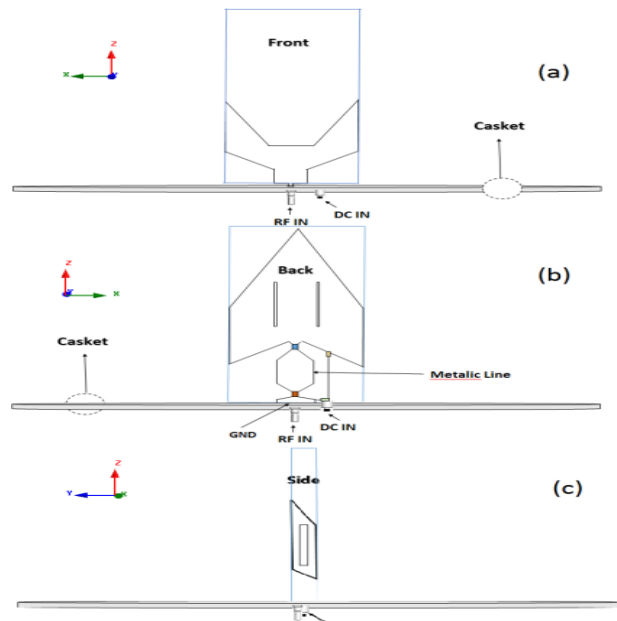 Front
Z
X
Y
(a)
Casket
RF IN
DC IN
Z
Y
X
Back
(b)
Casket
Metalic Line
GND
RF IN
DC IN
Z
Y
X
Side
(c)